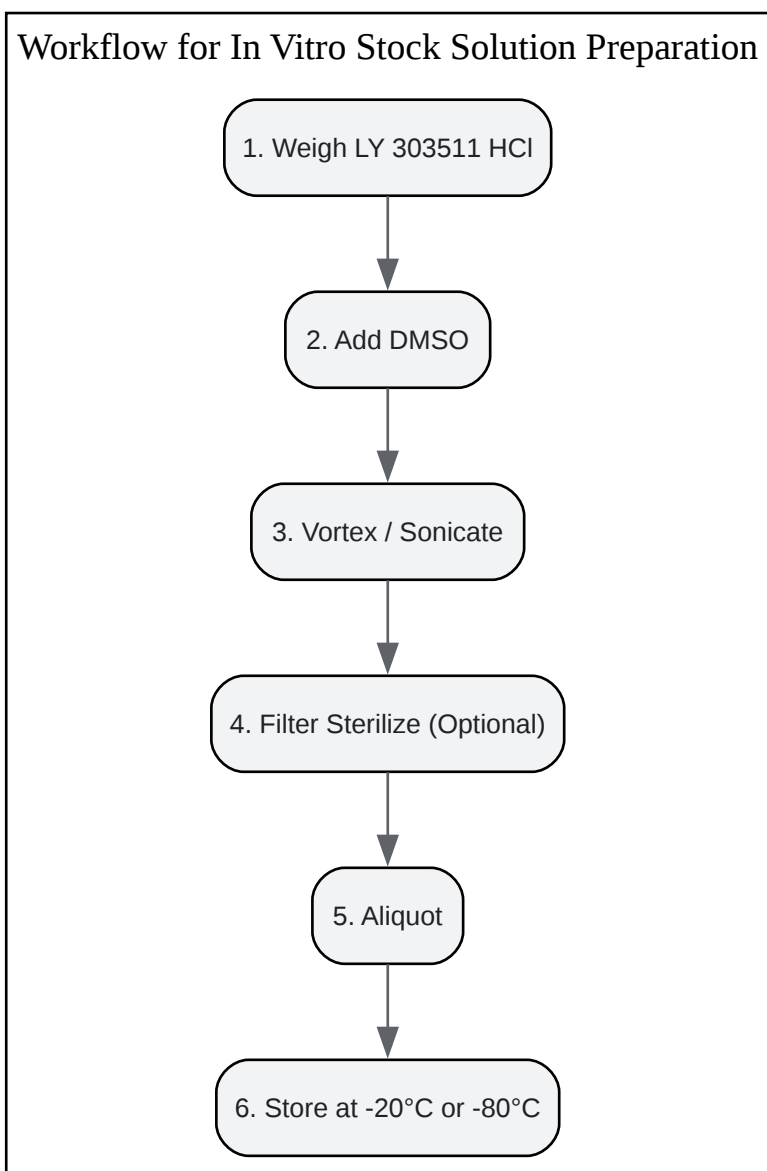 Workflow for In Vitro Stock Solution Preparation
1. Weigh LY 303511 HCl
2. Add DMSO
3. Vortex / Sonicate
4. Filter Sterilize (Optional)
5. Aliquot
6. Store at -20°C or -80°C